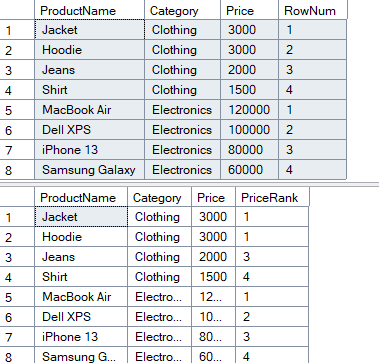 ProductName Category Price RowNum
1 Jacket Clothing 3000 1
2 Hoodie Clothing 3000 2
3 Jeans Clothing 2000 3
4 Shirt Clothing 1500 4
5 MacBook Air Electronics 120000 1
6 Dell XPS Electronics 100000 2
7 iPhone 13 Electronics 80000 3
8 Samsung Galaxy Electronics 60000 4
ProductName Category Price PriceRank
1 Jacket Clothing 3000 1
2 Hoodie Clothing 3000 1
3 Jeans Clothing 2000 3
4 Shirt Clothing 1500 4
5 MacBook Air Electro... 12... 1
6 Dell XPS Electro... 10... 2
7 iPhone 13 Electro... 80... 3
8 Samsung G... Electro... 60... 4